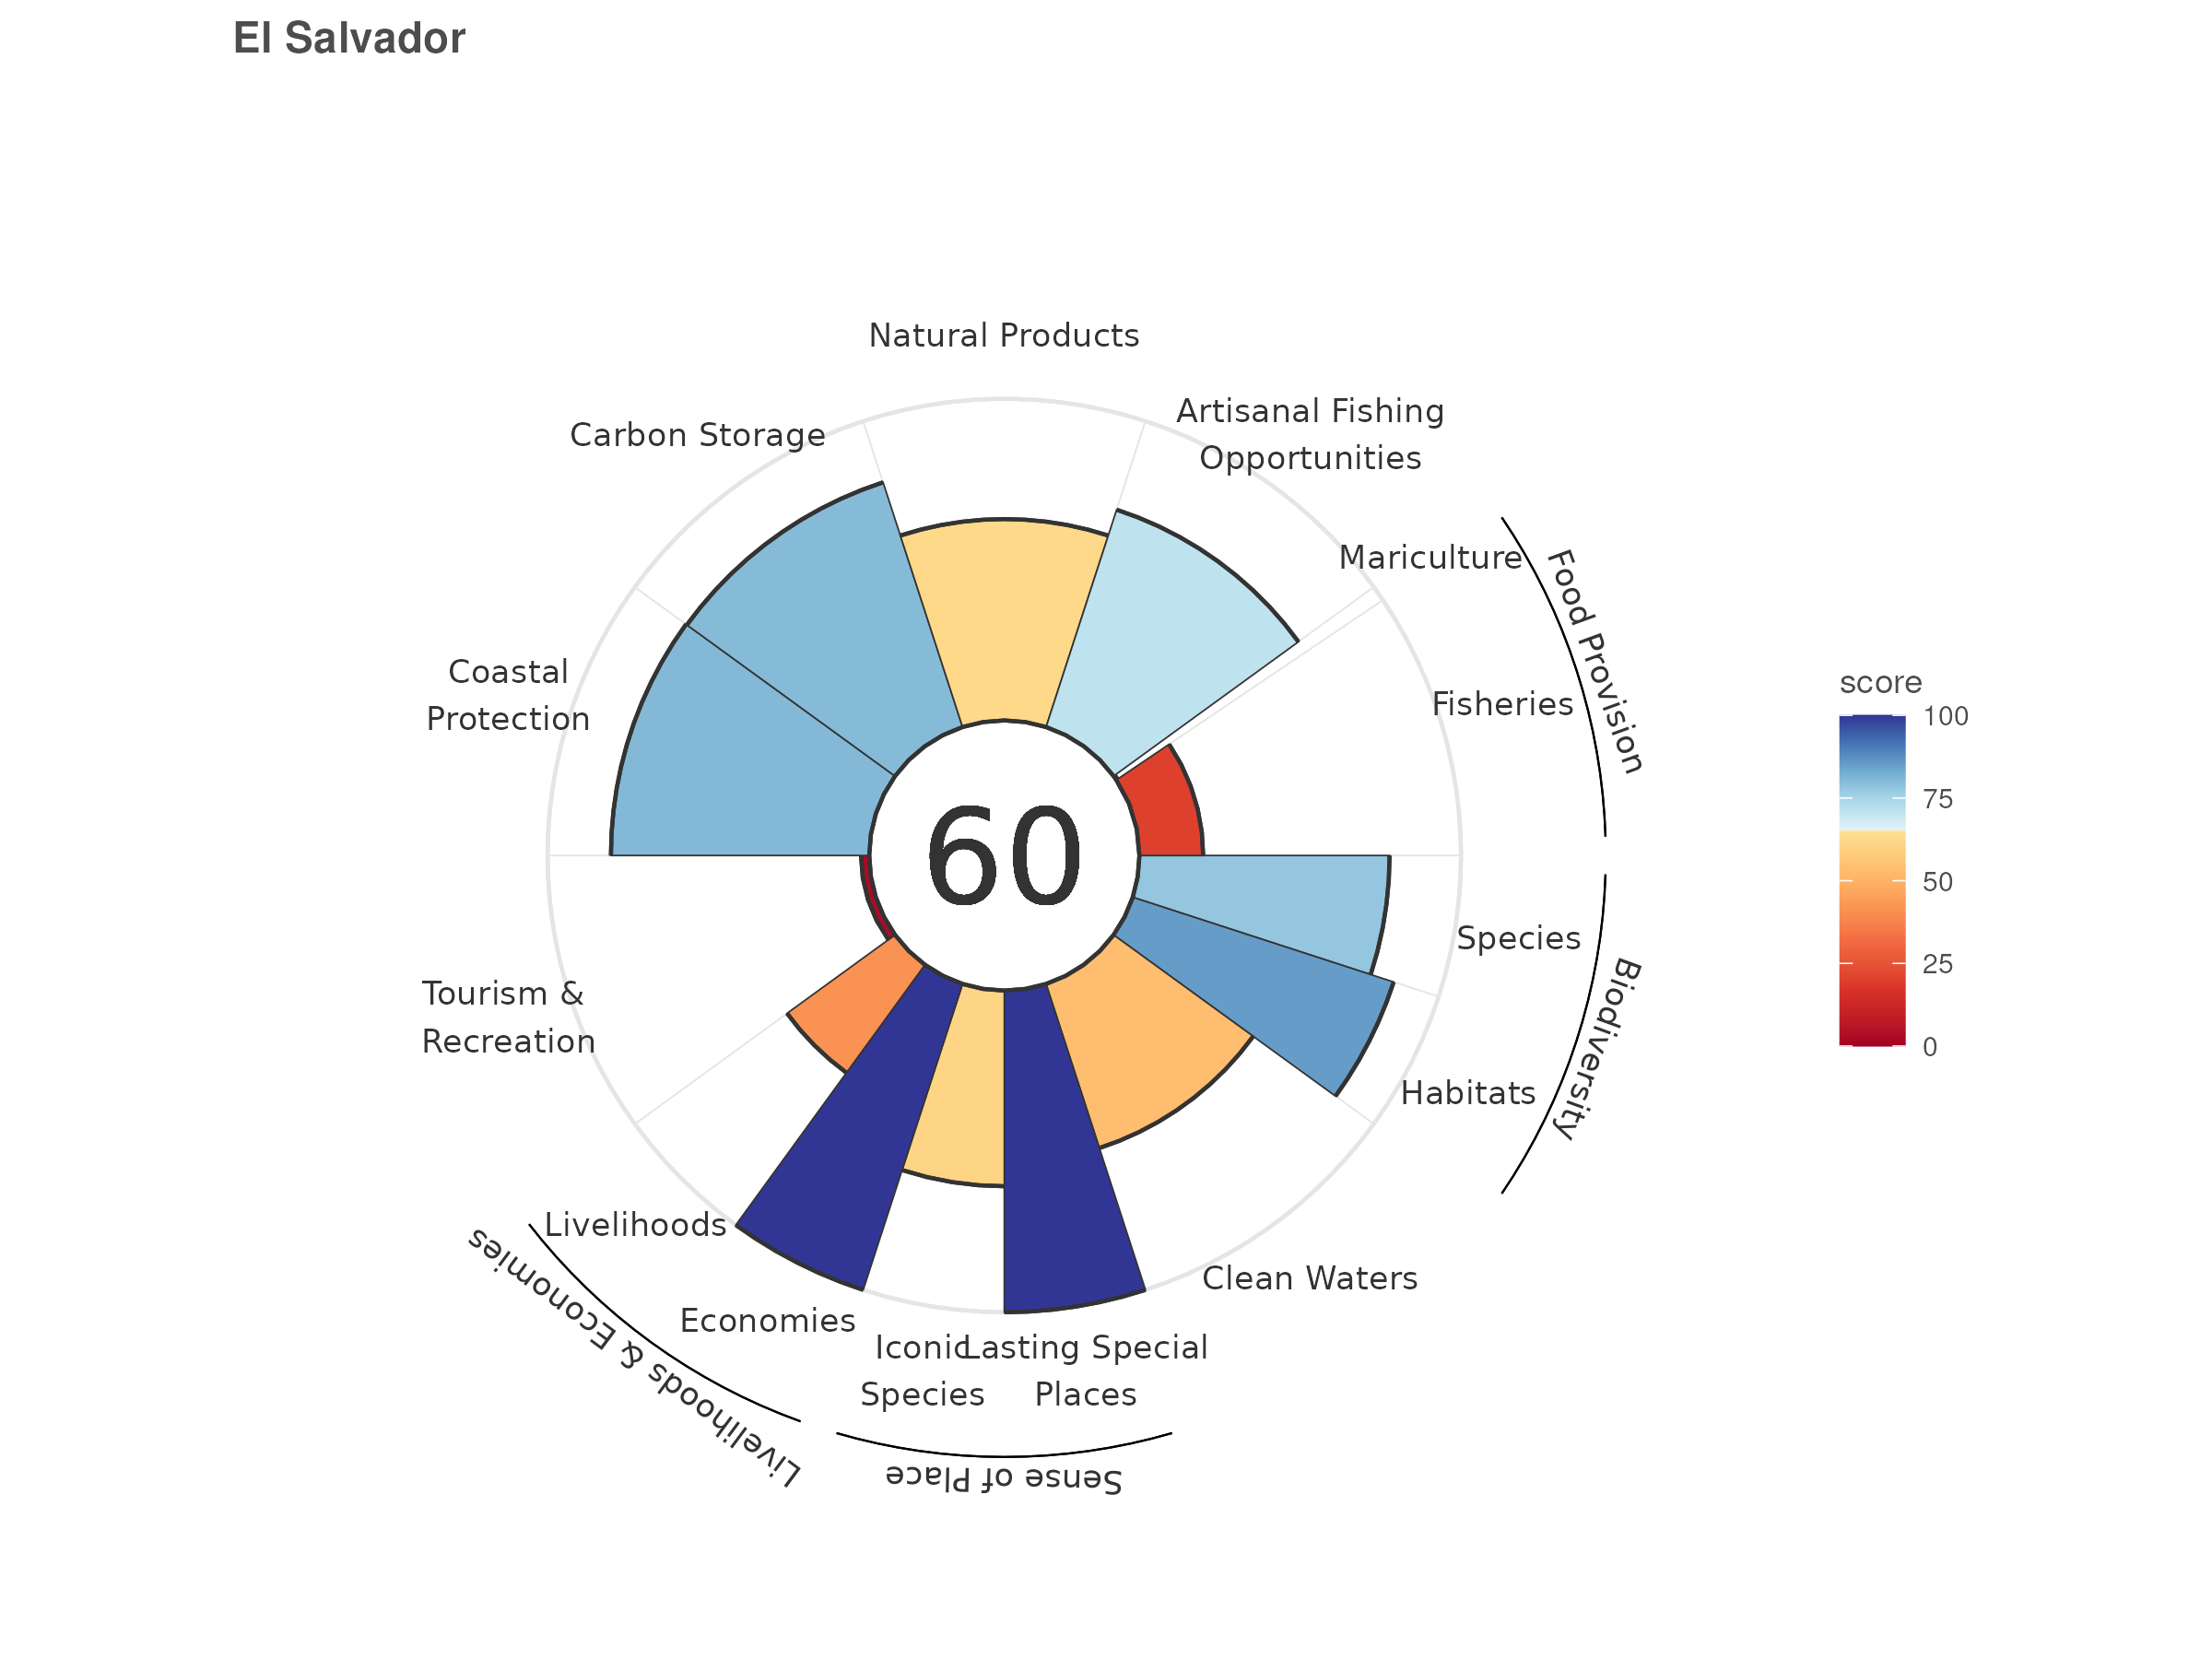 El Salvador
Natural Products
Artisanal Fishing
Opportunities
Carbon Storage
Mariculture
Food Provision
Fisheries
Coastal
Protection
60
score
100
75
50
25
0
Species
Biodiversity
Habitats
Tourism &
Recreation
Livelihoods
Livelihoods & Economies
Clean Waters
Economies
Iconic
Species
Lasting Special
Places
Sense of Place